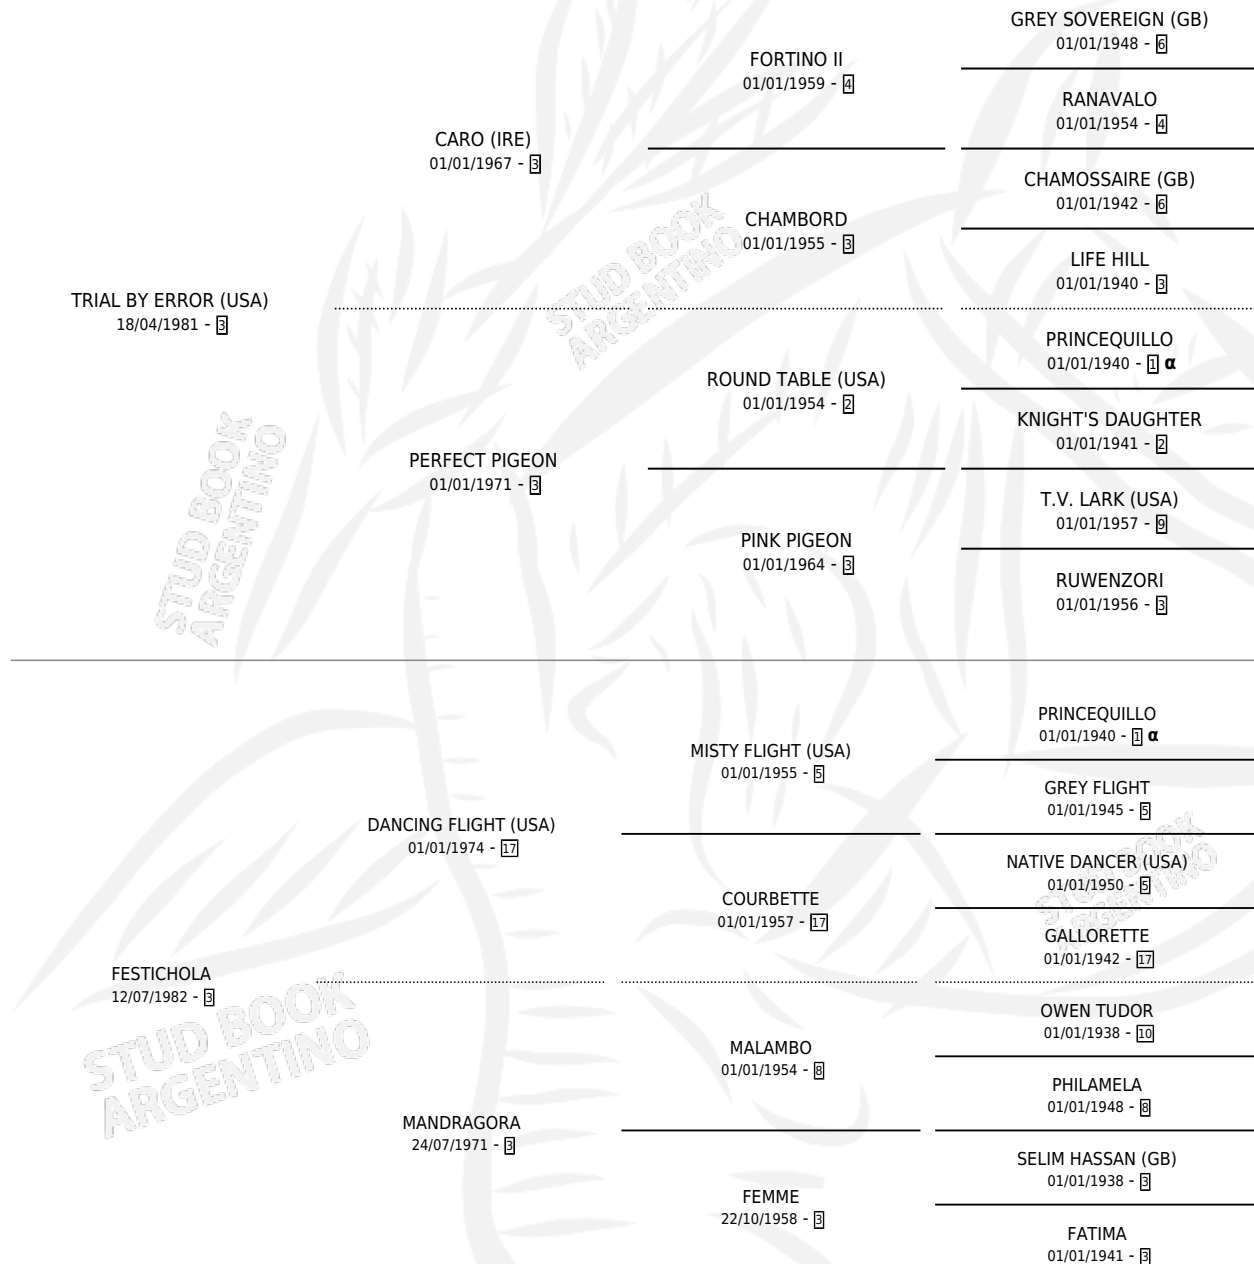 GREY SOVEREIGN (GB)
01/01/1948 - 6
FORTINO II
01/01/1959 - 4
RANAVALO
01/01/1954 - 4
CARO (IRE)
01/01/1967 - 3
CHAMOSSAIRE (GB)
01/01/1942 - 6
CHAMBORD
01/01/1955 - 3
LIFE HILL
01/01/1940 - 3
TRIAL BY ERROR (USA)
18/04/1981 - 3
PRINCEQUILLO
01/01/1940 - 1 α
ROUND TABLE (USA)
01/01/1954 - 2
KNIGHT'S DAUGHTER
01/01/1941 - 2
PERFECT PIGEON
01/01/1971 - 3
T.V. LARK (USA)
01/01/1957 - 9
PINK PIGEON
01/01/1964 - 3
RUWENZORI
01/01/1956 - 3
STUD BOOK
ARGENTINO
STUD BOOK
ARGENTINO
PRINCEQUILLO
01/01/1940 - 1 α
MISTY FLIGHT (USA)
01/01/1955 - 5
GREY FLIGHT
01/01/1945 - 5
DANCING FLIGHT (USA)
01/01/1974 - 17
NATIVE DANCER (USA)
01/01/1950 - 5
COURBETTE
01/01/1957 - 17
GALLORETTE
01/01/1942 - 17
FESTICHOLA
12/07/1982 - 3
OWEN TUDOR
01/01/1938 - 10
MALAMBO
01/01/1954 - 8
PHILAMELA
01/01/1948 - 8
MANDRAGORA
24/07/1971 - 3
SELIM HASSAN (GB)
01/01/1938 - 3
FEMME
22/10/1958 - 3
FATIMA
01/01/1941 - 3
STUD BOOK
ARGENTINO
STUD BOOK
ARGENTINO